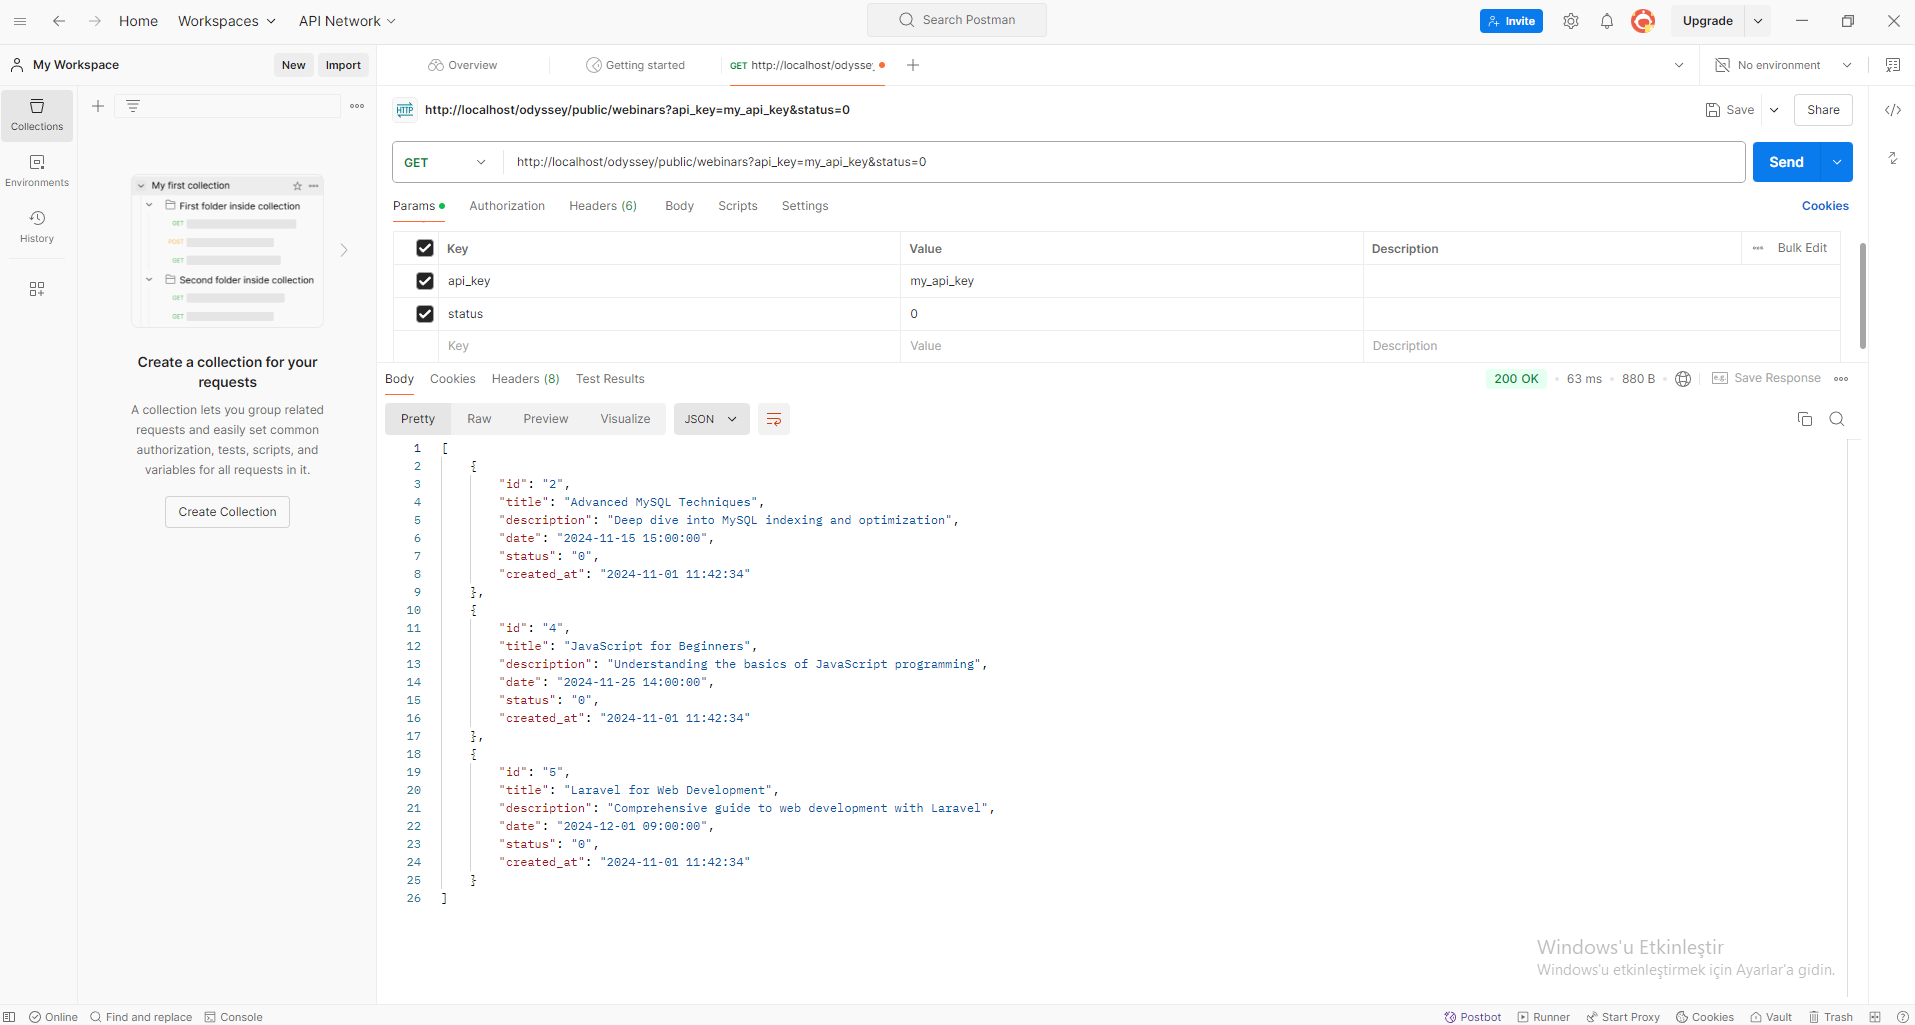 Home Workspaces API Network Search Postman Invite Upgrade
My Workspace New Import Overview Getting started GET http://localhost/odysse No environment
Collections
Environments
History
My first collection
First folder inside collection
GET
POST
GET
Second folder inside collection
GET
GET
Create a collection for your
requests
A collection lets you group related
requests and easily set common
authorization, tests, scripts, and
variables for all requests in it.
Create Collection
HTTP http://localhost/odyssey/public/webinars?api_key=my_api_key&status=0 Save Share
GET http://localhost/odyssey/public/webinars?api_key=my_api_key&status=0 Send
Params Authorization Headers (6) Body Scripts Settings Cookies
Key Value Description Bulk Edit
api_key my_api_key
status 0
Key Value Description
Body Cookies Headers (8) Test Results 200 OK 63 ms 880 B e.g. Save Response
Pretty Raw Preview Visualize JSON
1 [
2 {
3 "id": "2",
4 "title": "Advanced MySQL Techniques",
5 "description": "Deep dive into MySQL indexing and optimization",
6 "date": "2024-11-15 15:00:00",
7 "status": "0",
8 "created_at": "2024-11-01 11:42:34"
9 },
10 {
11 "id": "4",
12 "title": "JavaScript for Beginners",
13 "description": "Understanding the basics of JavaScript programming",
14 "date": "2024-11-25 14:00:00",
15 "status": "0",
16 "created_at": "2024-11-01 11:42:34"
17 },
18 {
19 "id": "5",
20 "title": "Laravel for Web Development",
21 "description": "Comprehensive guide to web development with Laravel",
22 "date": "2024-12-01 09:00:00",
23 "status": "0",
24 "created_at": "2024-11-01 11:42:34"
25 }
26 ]
Windows'u Etkinleştir
Windows'u etkinleştirmek için Ayarlar'a gidin.
Online Find and replace Console Postbot Runner Start Proxy Cookies Vault Trash